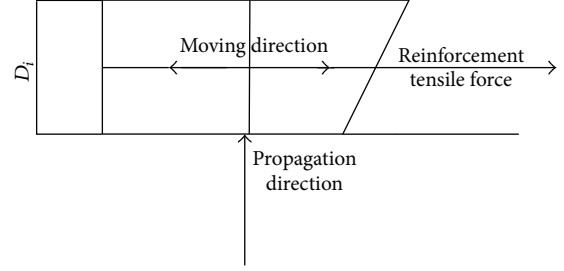 Moving direction
Reinforcement
tensile force
D_i
Propagation
direction